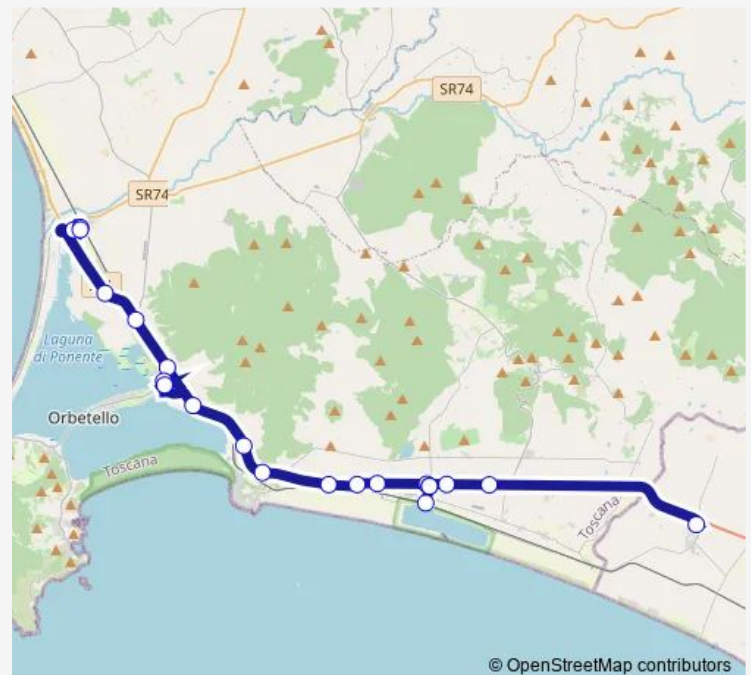 SR74
SR74
Laguna
di Ponente
Orbetello
Toscana
Toscana
© OpenStreetMap contributors